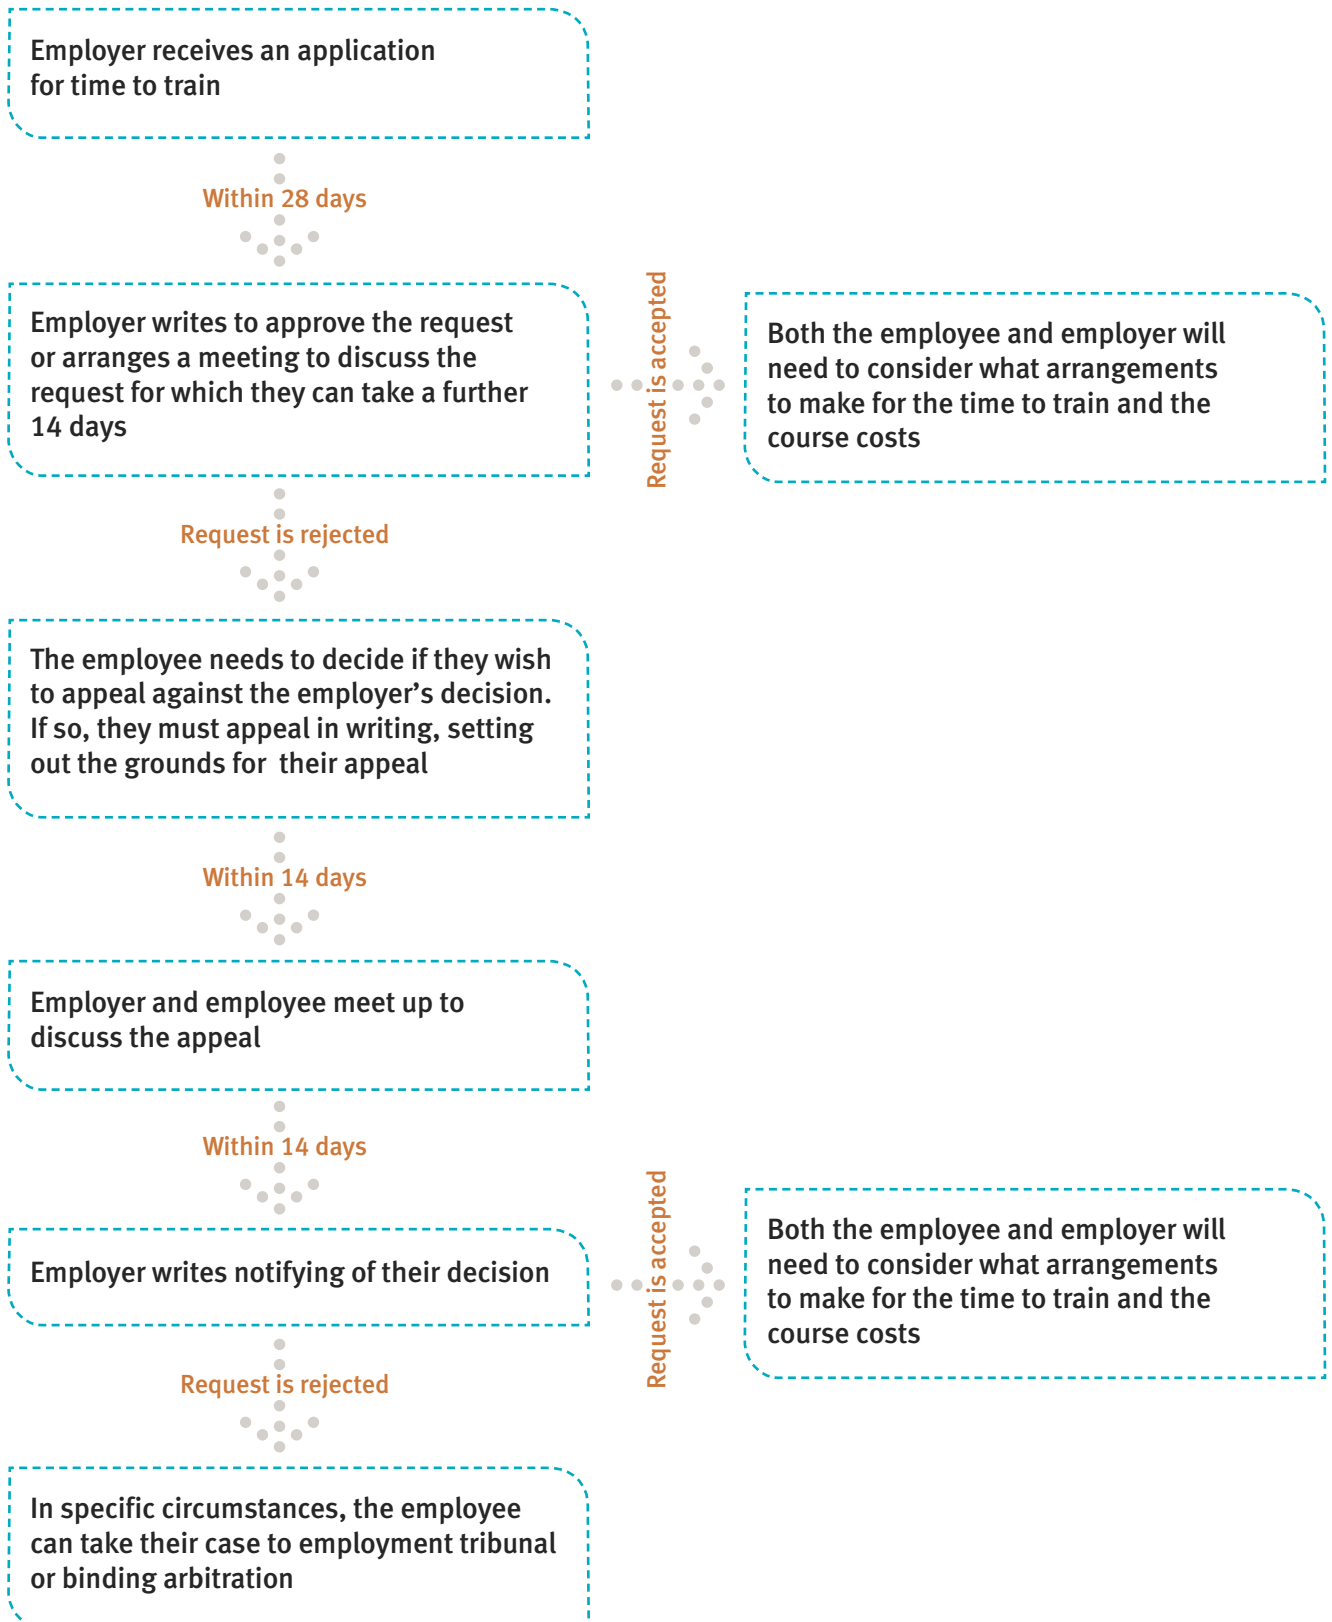 Employer receives an application
for time to train
Within 28 days
Employer writes to approve the request
or arranges a meeting to discuss the
request for which they can take a further
14 days
Request is accepted
Both the employee and employer will
need to consider what arrangements
to make for the time to train and the
course costs
Request is rejected
The employee needs to decide if they wish
to appeal against the employer’s decision.
If so, they must appeal in writing, setting
out the grounds for  their appeal
Within 14 days
Employer and employee meet up to
discuss the appeal
Within 14 days
Employer writes notifying of their decision
Request is accepted
Both the employee and employer will
need to consider what arrangements
to make for the time to train and the
course costs
Request is rejected
In specific circumstances, the employee
can take their case to employment tribunal
or binding arbitration